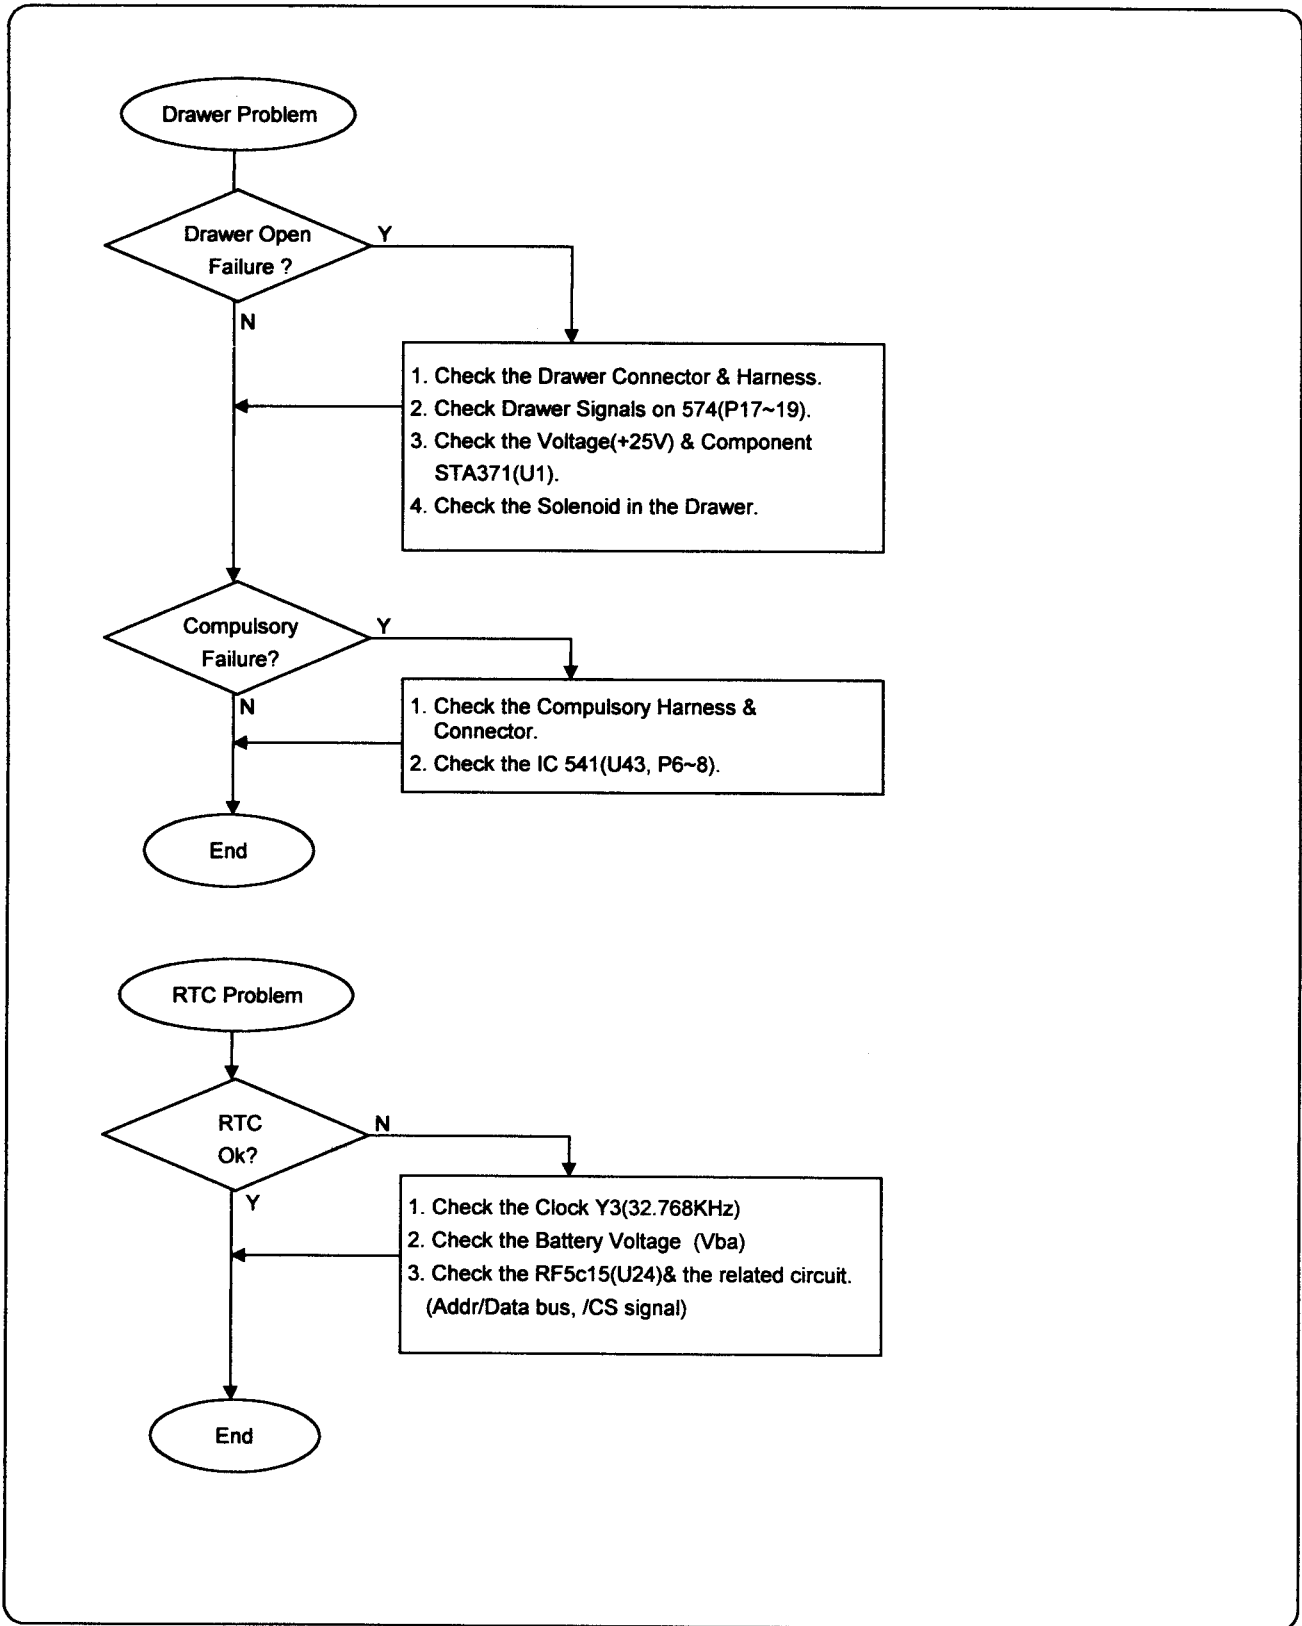 Drawer Problem
Drawer Open
Failure ?
Y
N
1. Check the Drawer Connector & Harness.
2. Check Drawer Signals on 574(P17~19).
3. Check the Voltage(+25V) & Component
STA371(U1).
4. Check the Solenoid in the Drawer.
Compulsory
Failure?
Y
N
1. Check the Compulsory Harness &
Connector.
2. Check the IC 541(U43, P6~8).
End
RTC Problem
RTC
Ok?
N
Y
1. Check the Clock Y3(32.768KHz)
2. Check the Battery Voltage (Vba)
3. Check the RF5c15(U24)& the related circuit.
(Addr/Data bus, /CS signal)
End